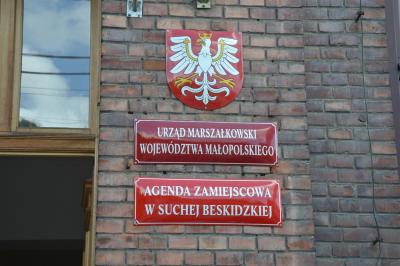 URZĄD MARSZAŁKOWSKI
WOJEWÓDZTWA MAŁOPOLSKIEGO
AGENDA ZAMIEJSCOWA
W SUCHEJ BESKIDZKIEJ